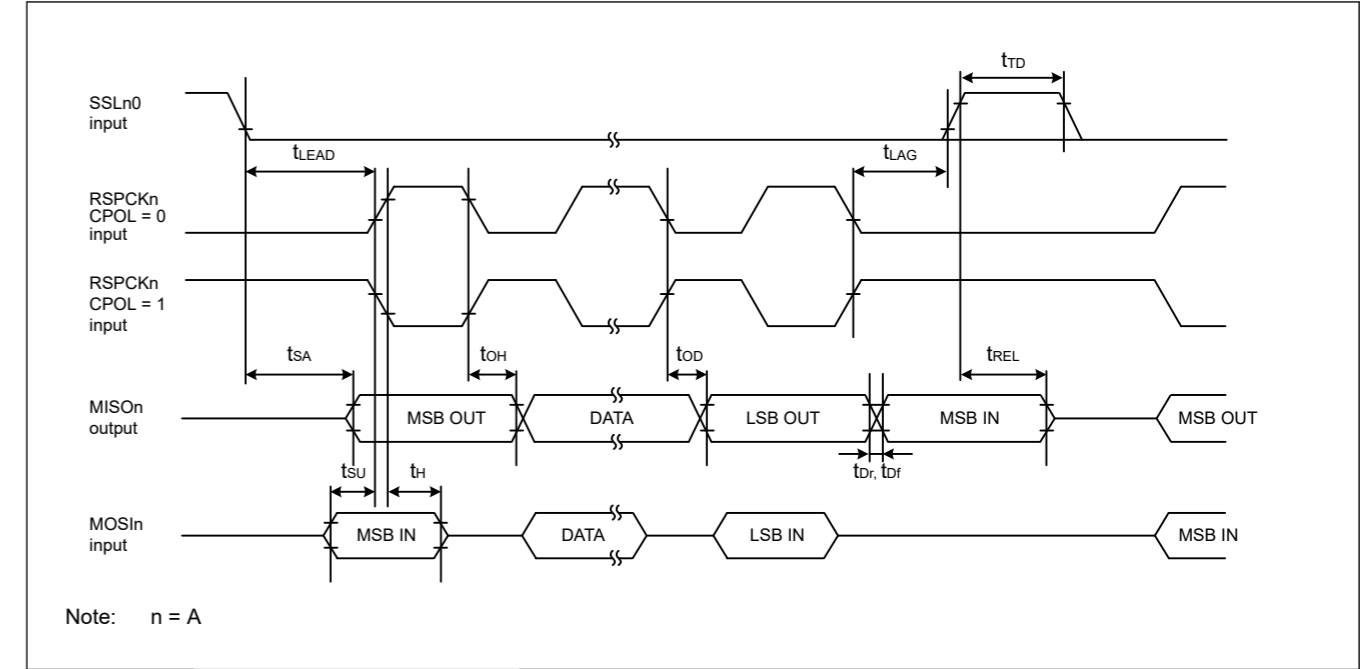 tTD
SSLn0
input
tLEAD
tLAG
RSPCKn
CPOL = 0
input
RSPCKn
CPOL = 1
input
tSA
tOH
tOD
tREL
MISOn
output
MSB OUT
DATA
LSB OUT
MSB IN
MSB OUT
tSU
tH
tDr, tDf
MOSIn
input
MSB IN
DATA
LSB IN
MSB IN
Note: n = A